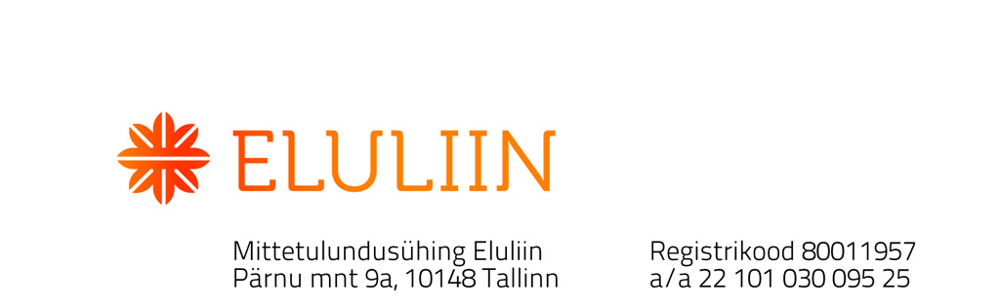 ELULIIN
Mittetulundusühing Eluliin
Pärnu mnt 9a, 10148 Tallinn
Registrikood 80011957
a/a 22 101 030 095 25